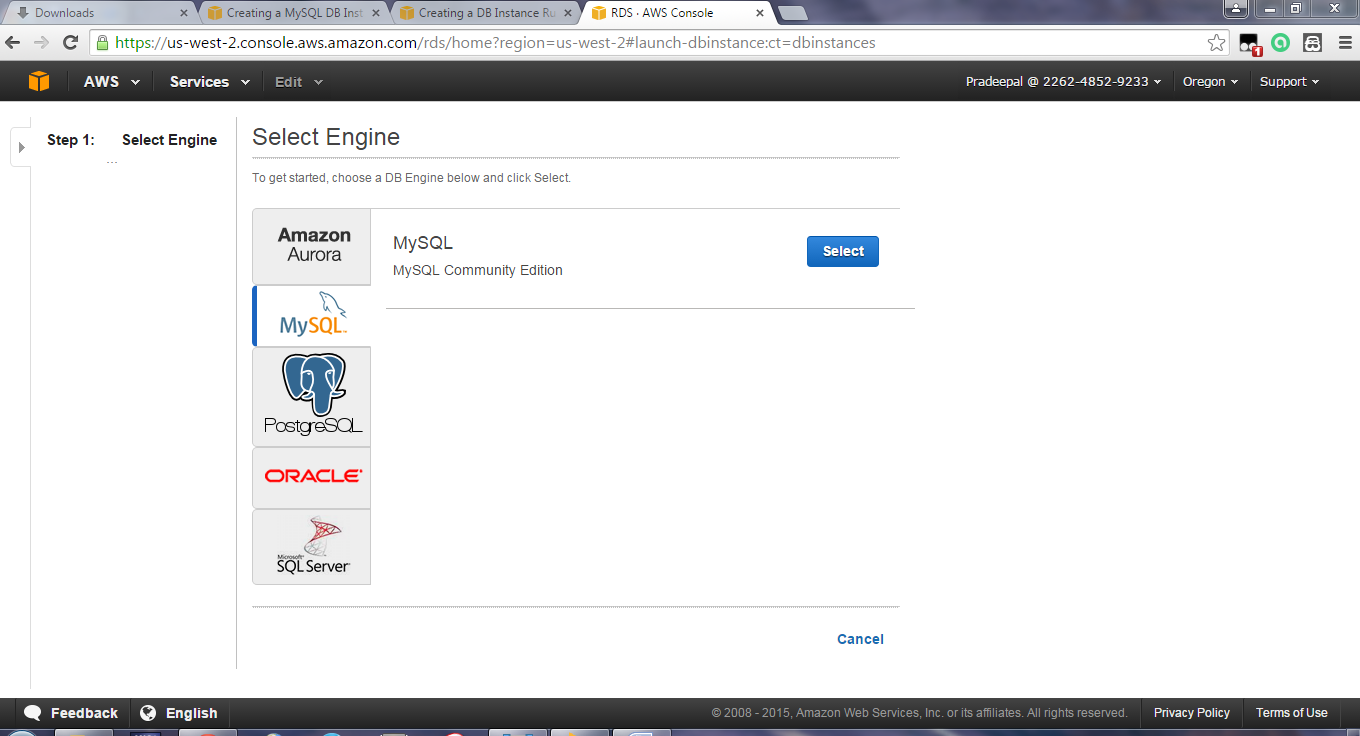 Downloads
Creating a MySQL DB Inst
Creating a DB Instance Ru
RDS · AWS Console
https://us-west-2.console.aws.amazon.com/rds/home?region=us-west-2#launch-dbinstance:ct=dbinstances
1
AWS
Services
Edit
Pradeepal @ 2262-4852-9233
Oregon
Support
Step 1: Select Engine
...
Select Engine
To get started, choose a DB Engine below and click Select.
Amazon
Aurora
MySQL
MySQL Community Edition
Select
MySQL™
PostgreSQL
ORACLE
Microsoft
SQL Server
Cancel
Feedback
English
© 2008 - 2015, Amazon Web Services, Inc. or its affiliates. All rights reserved.
Privacy Policy
Terms of Use